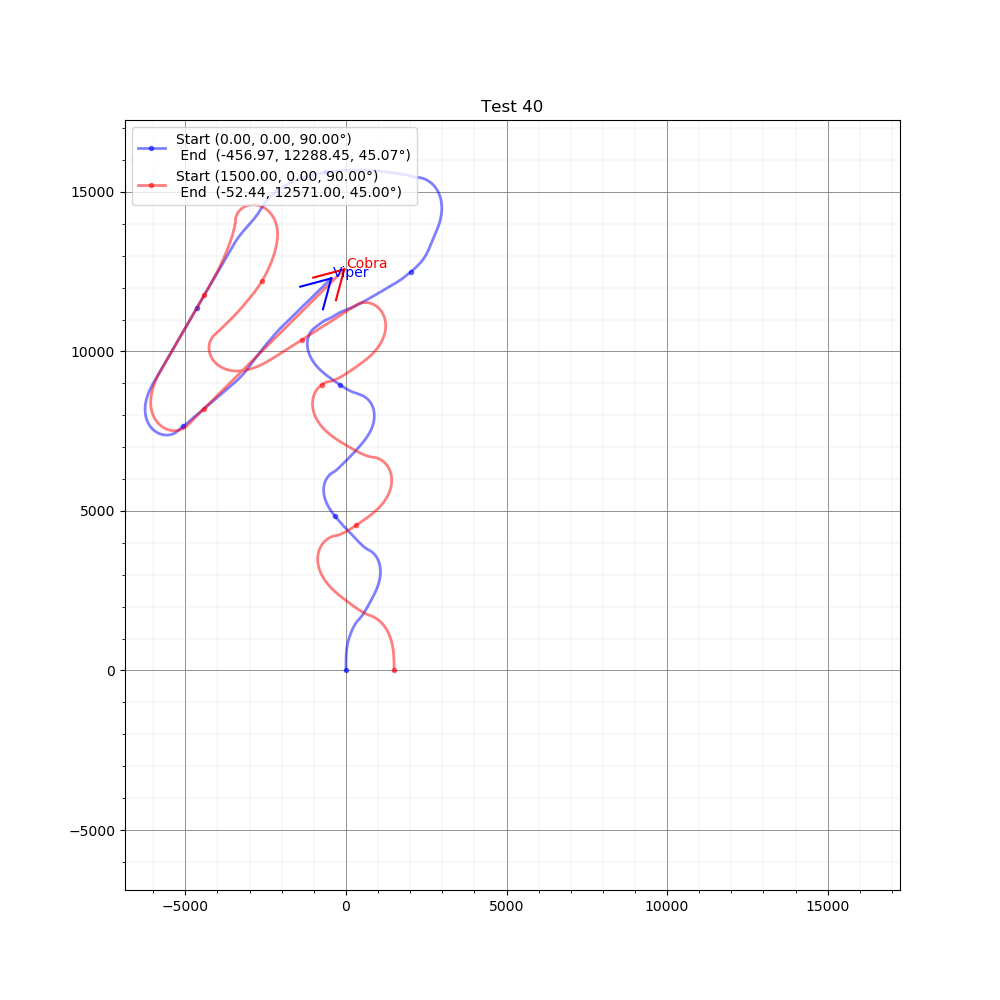 Test 40
Start (0.00, 0.00, 90.00°)
End  (-456.97, 12288.45, 45.07°)
Start (1500.00, 0.00, 90.00°)
End  (-52.44, 12571.00, 45.00°)
Cobra
Viper
15000
10000
5000
0
−5000
−5000
0
5000
10000
15000